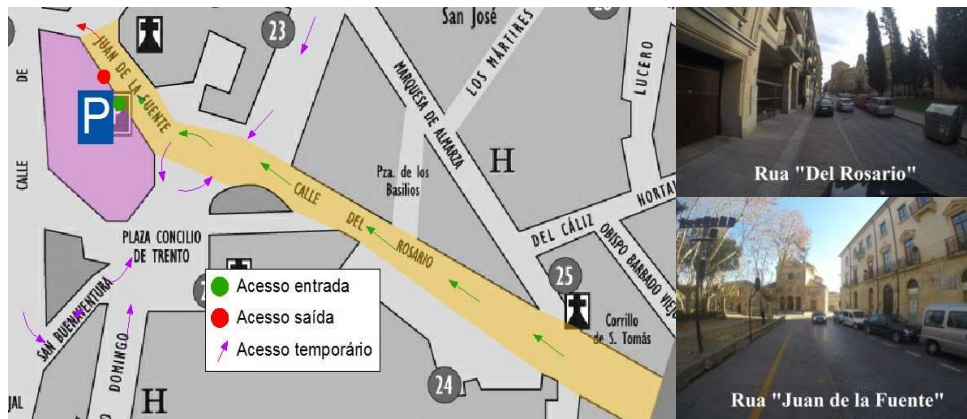 San José
23
DE
JUAN DE LA FUENTE
P
MARQUESA DE ALMARZA
LOS MÁRTIRES
LUCERO
H
Pza. de los
Basilios
CALLE
CALLE DEL ROSARIO
HORTAN
DEL CÁLIZ
OBISPO BARBADO VIEJO
PLAZA CONCILIO
DE TRENTO
25
Corrillo
de S. Tomás
SAN BUENAVENTURA
DOMINGO
24
H
JAL
Acesso entrada
Acesso saída
Acesso temporário
Rua "Del Rosario"
Rua "Juan de la Fuente"